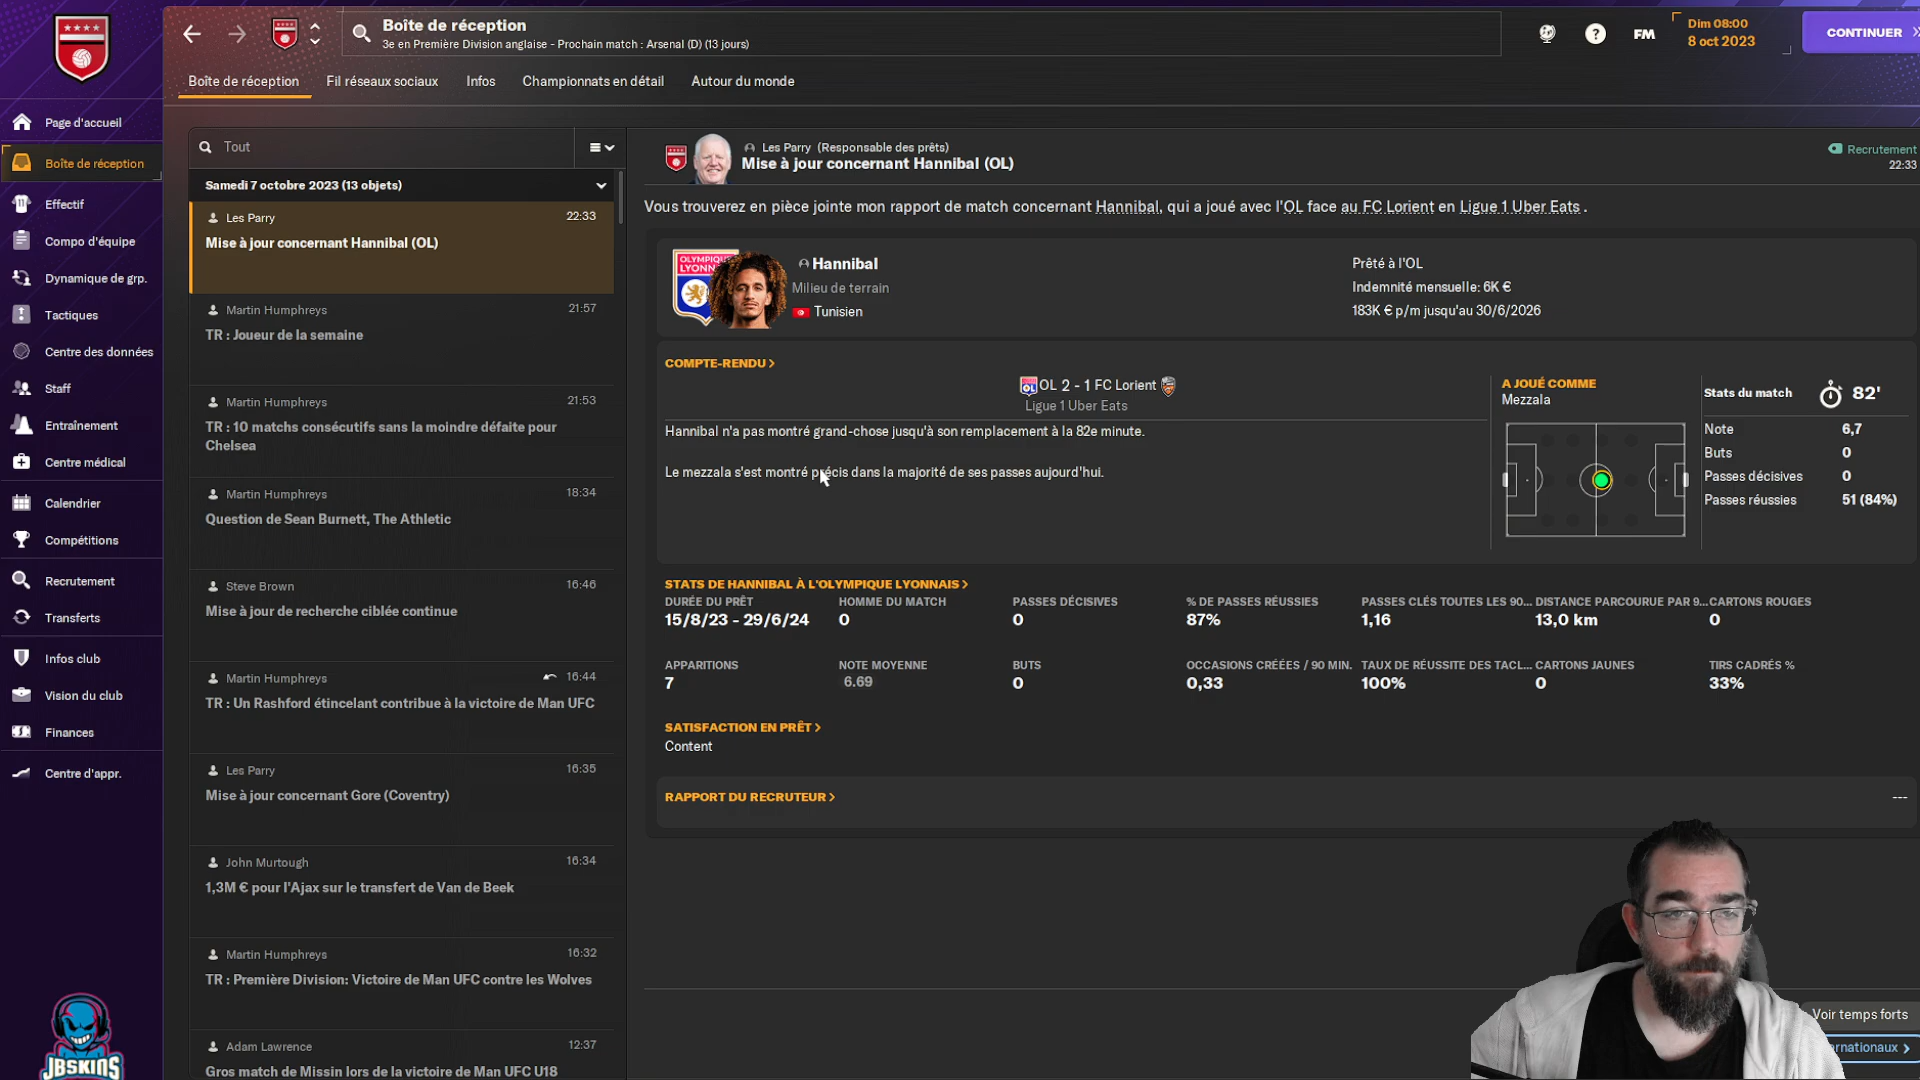 Boîte de réception
3e en Première Division anglaise - Prochain match : Arsenal (D) (13 jours)
FM
Dim 08:00
8 oct 2023
CONTINUER
Boîte de réception
Fil réseaux sociaux
Infos
Championnats en détail
Autour du monde
Page d'accueil
Boîte de réception
Effectif
Compo d'équipe
Dynamique de grp.
Tactiques
Centre des données
Staff
Entraînement
Centre médical
Calendrier
Compétitions
Recrutement
Transferts
Infos club
Vision du club
Finances
Centre d'appr.
JBSKINS
Tout
Samedi 7 octobre 2023 (13 objets)
Les Parry 22:33
Mise à jour concernant Hannibal (OL)
Martin Humphreys 21:57
TR : Joueur de la semaine
Martin Humphreys 21:53
TR : 10 matchs consécutifs sans la moindre défaite pour
Chelsea
Martin Humphreys 18:34
Question de Sean Burnett, The Athletic
Steve Brown 16:46
Mise à jour de recherche ciblée continue
Martin Humphreys 16:44
TR : Un Rashford étincelant contribue à la victoire de Man UFC
Les Parry 16:35
Mise à jour concernant Gore (Coventry)
John Murtough 16:34
1,3M € pour l'Ajax sur le transfert de Van de Beek
Martin Humphreys 16:32
TR : Première Division: Victoire de Man UFC contre les Wolves
Adam Lawrence 12:37
Gros match de Missin lors de la victoire de Man UFC U18
Les Parry (Responsable des prêts)
Mise à jour concernant Hannibal (OL)
Recrutement
22:33
Vous trouverez en pièce jointe mon rapport de match concernant Hannibal, qui a joué avec l'OL face au FC Lorient en Ligue 1 Uber Eats .
OLYMPIQUE
LYONNAIS
Hannibal
Milieu de terrain
Tunisien
Prêté à l'OL
Indemnité mensuelle: 6K €
183K € p/m jusqu'au 30/6/2026
COMPTE-RENDU
OL 2 - 1 FC Lorient
Ligue 1 Uber Eats
Hannibal n'a pas montré grand-chose jusqu'à son remplacement à la 82e minute.
Le mezzala s'est montré précis dans la majorité de ses passes aujourd'hui.
A JOUÉ COMME
Mezzala
Stats du match 82'
Note 6,7
Buts 0
Passes décisives 0
Passes réussies 51 (84%)
STATS DE HANNIBAL À L'OLYMPIQUE LYONNAIS
DURÉE DU PRÊT HOMME DU MATCH PASSES DÉCISIVES % DE PASSES RÉUSSIES PASSES CLÉS TOUTES LES 90... DISTANCE PARCOURUE PAR 9... CARTONS ROUGES
15/8/23 - 29/6/24 0 0 87% 1,16 13,0 km 0
APPARITIONS NOTE MOYENNE BUTS OCCASIONS CRÉÉES / 90 MIN. TAUX DE RÉUSSITE DES TACL... CARTONS JAUNES TIRS CADRÉS %
7 6.69 0 0,33 100% 0 33%
SATISFACTION EN PRÊT
Content
RAPPORT DU RECRUTEUR ---
Voir temps forts
rnationaux